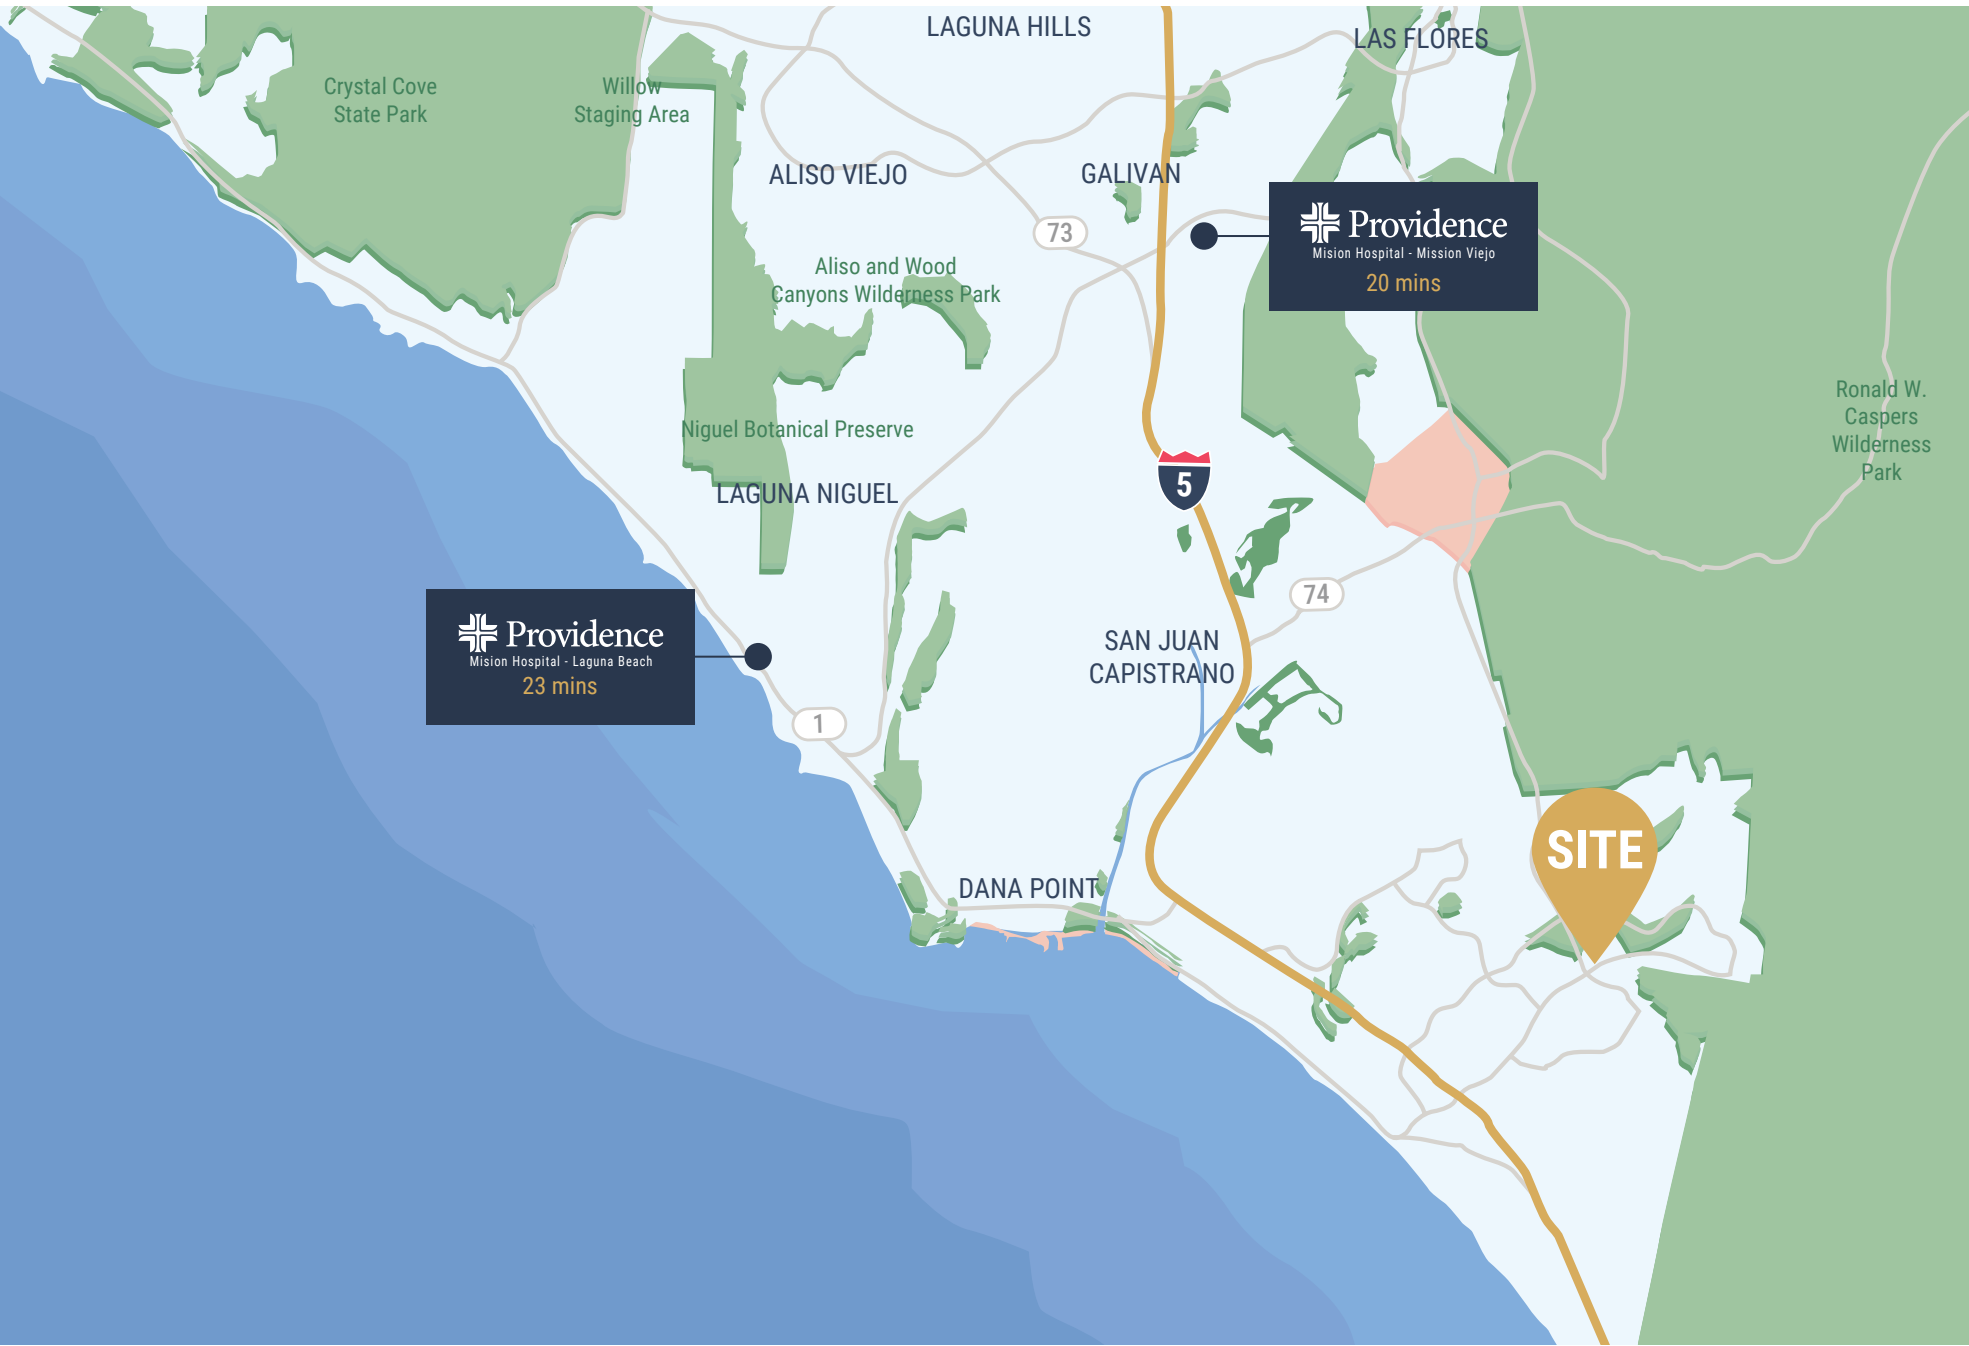 LAGUNA HILLS
LAS FLORES
Crystal Cove
State Park
Willow
Staging Area
ALISO VIEJO
GALIVAN
73
Providence
Mision Hospital - Mission Viejo
20 mins
Aliso and Wood
Canyons Wilderness Park
Ronald W.
Caspers
Wilderness
Park
Niguel Botanical Preserve
LAGUNA NIGUEL
5
74
Providence
Mision Hospital - Laguna Beach
23 mins
SAN JUAN
CAPISTRANO
1
SITE
DANA POINT